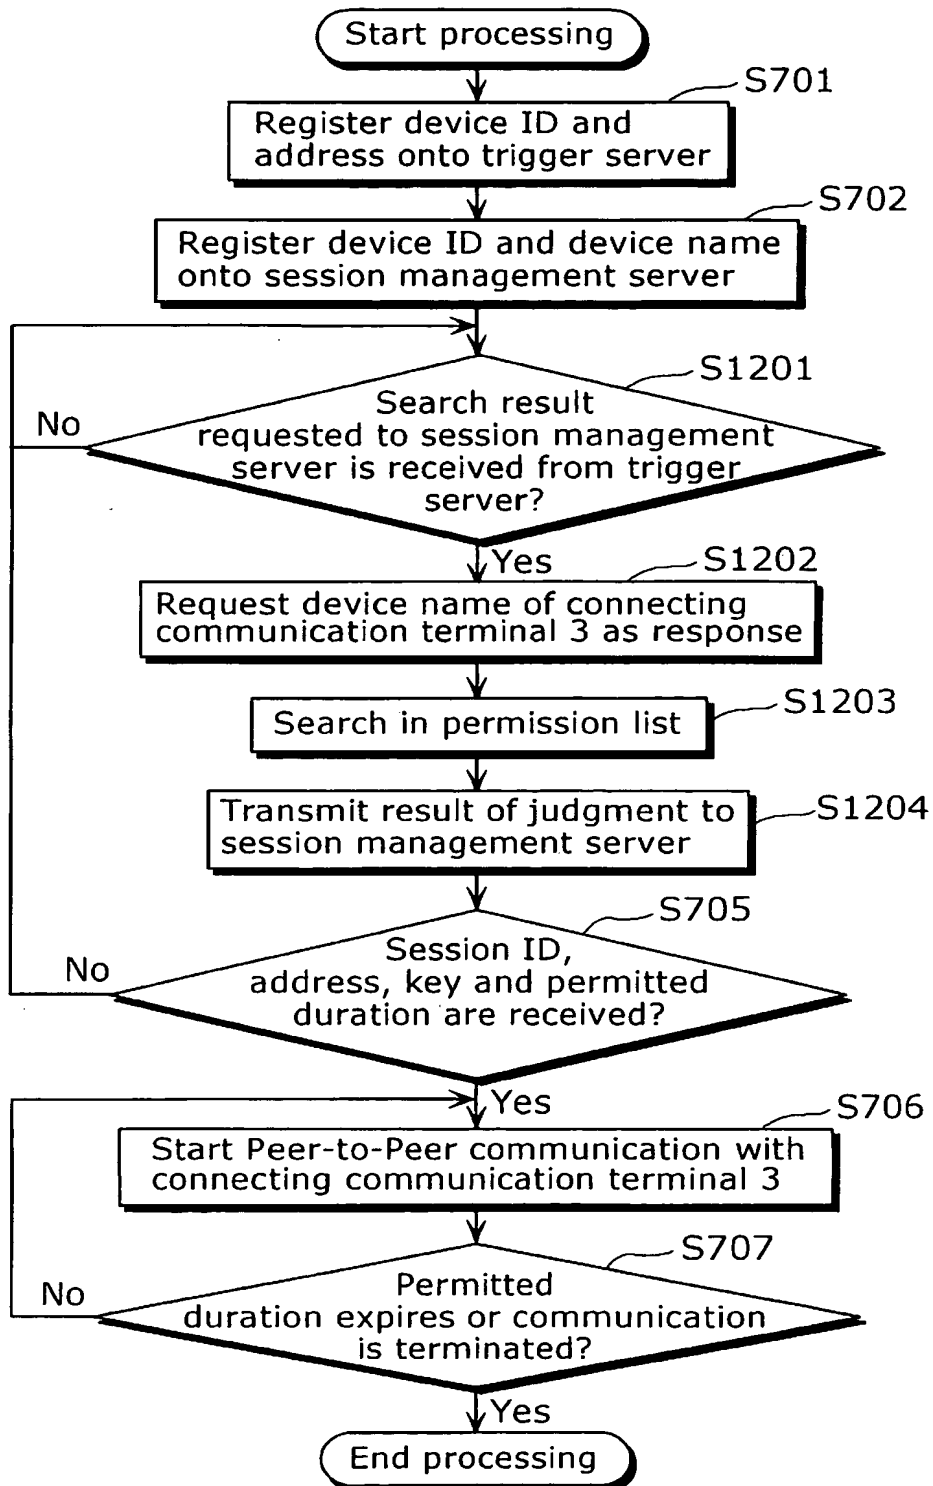 Start processing
S701
Register device ID and
address onto trigger server
S702
Register device ID and device name
onto session management server
S1201
Search result
requested to session management
server is received from trigger
server?
No
Yes
S1202
Request device name of connecting
communication terminal 3 as response
S1203
Search in permission list
S1204
Transmit result of judgment to
session management server
S705
Session ID,
address, key and permitted
duration are received?
No
Yes
S706
Start Peer-to-Peer communication with
connecting communication terminal 3
S707
Permitted
duration expires or communication
is terminated?
No
Yes
End processing